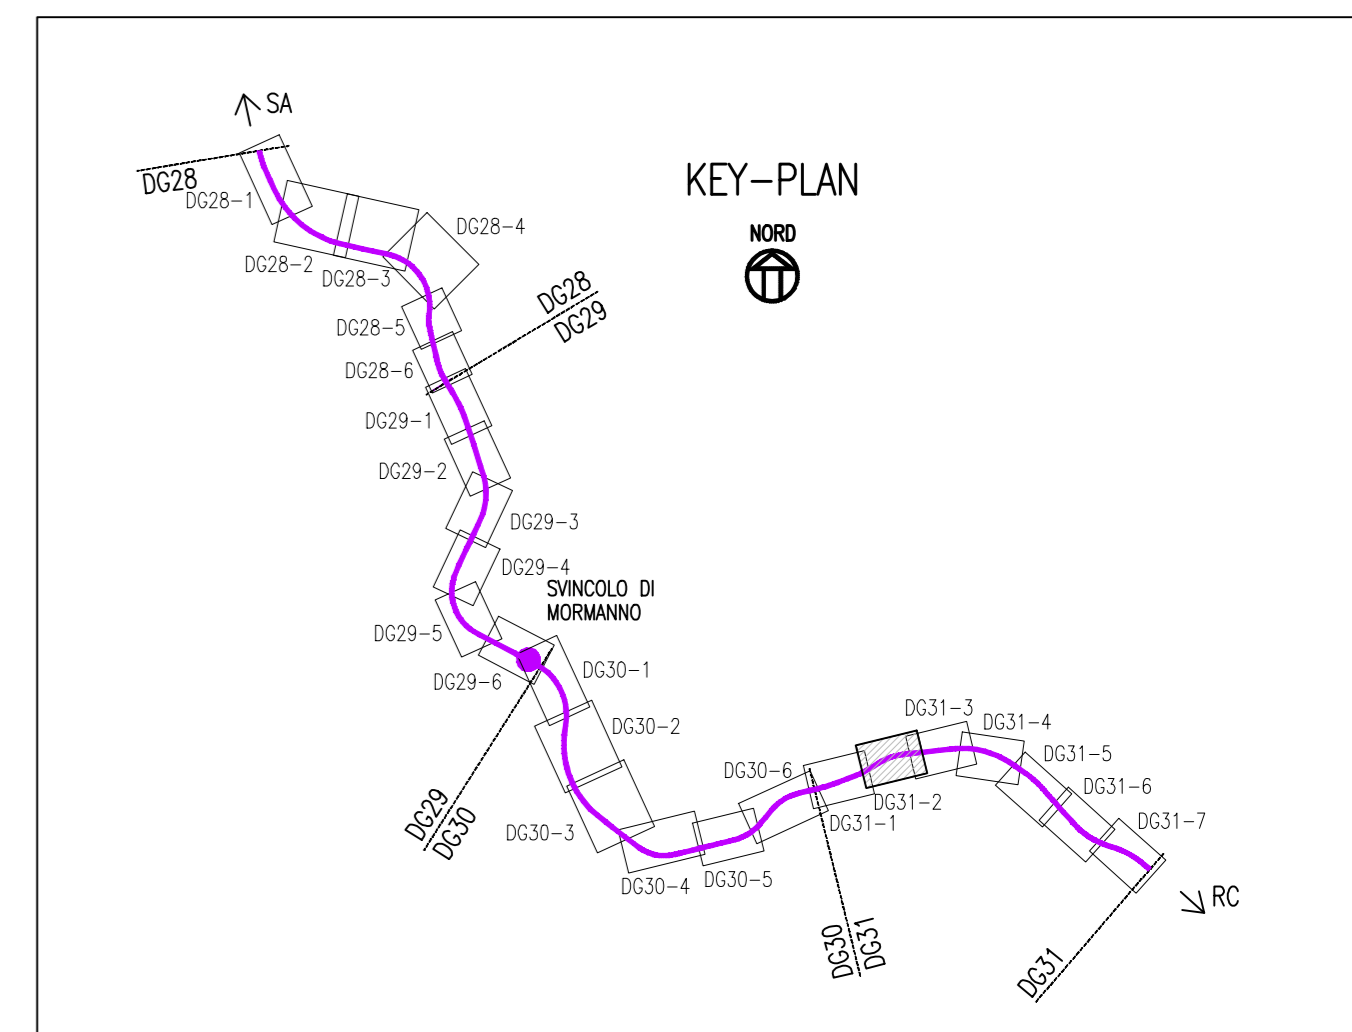 SA
DG28
DG28-1
KEY-PLAN
NORD
DG28-2
DG28-3
DG28-4
DG28-5
DG28
DG29
DG28-6
DG29-1
DG29-2
DG29-3
DG29-4
SVINCOLO DI
MORMANNO
DG29-5
DG29-6
DG30-1
DG30-2
DG29
DG30
DG30-3
DG30-4
DG30-5
DG30-6
DG31-1
DG31-2
DG31-3
DG31-4
DG31-5
DG31-6
DG31-7
RC
DG30
DG31
DG31